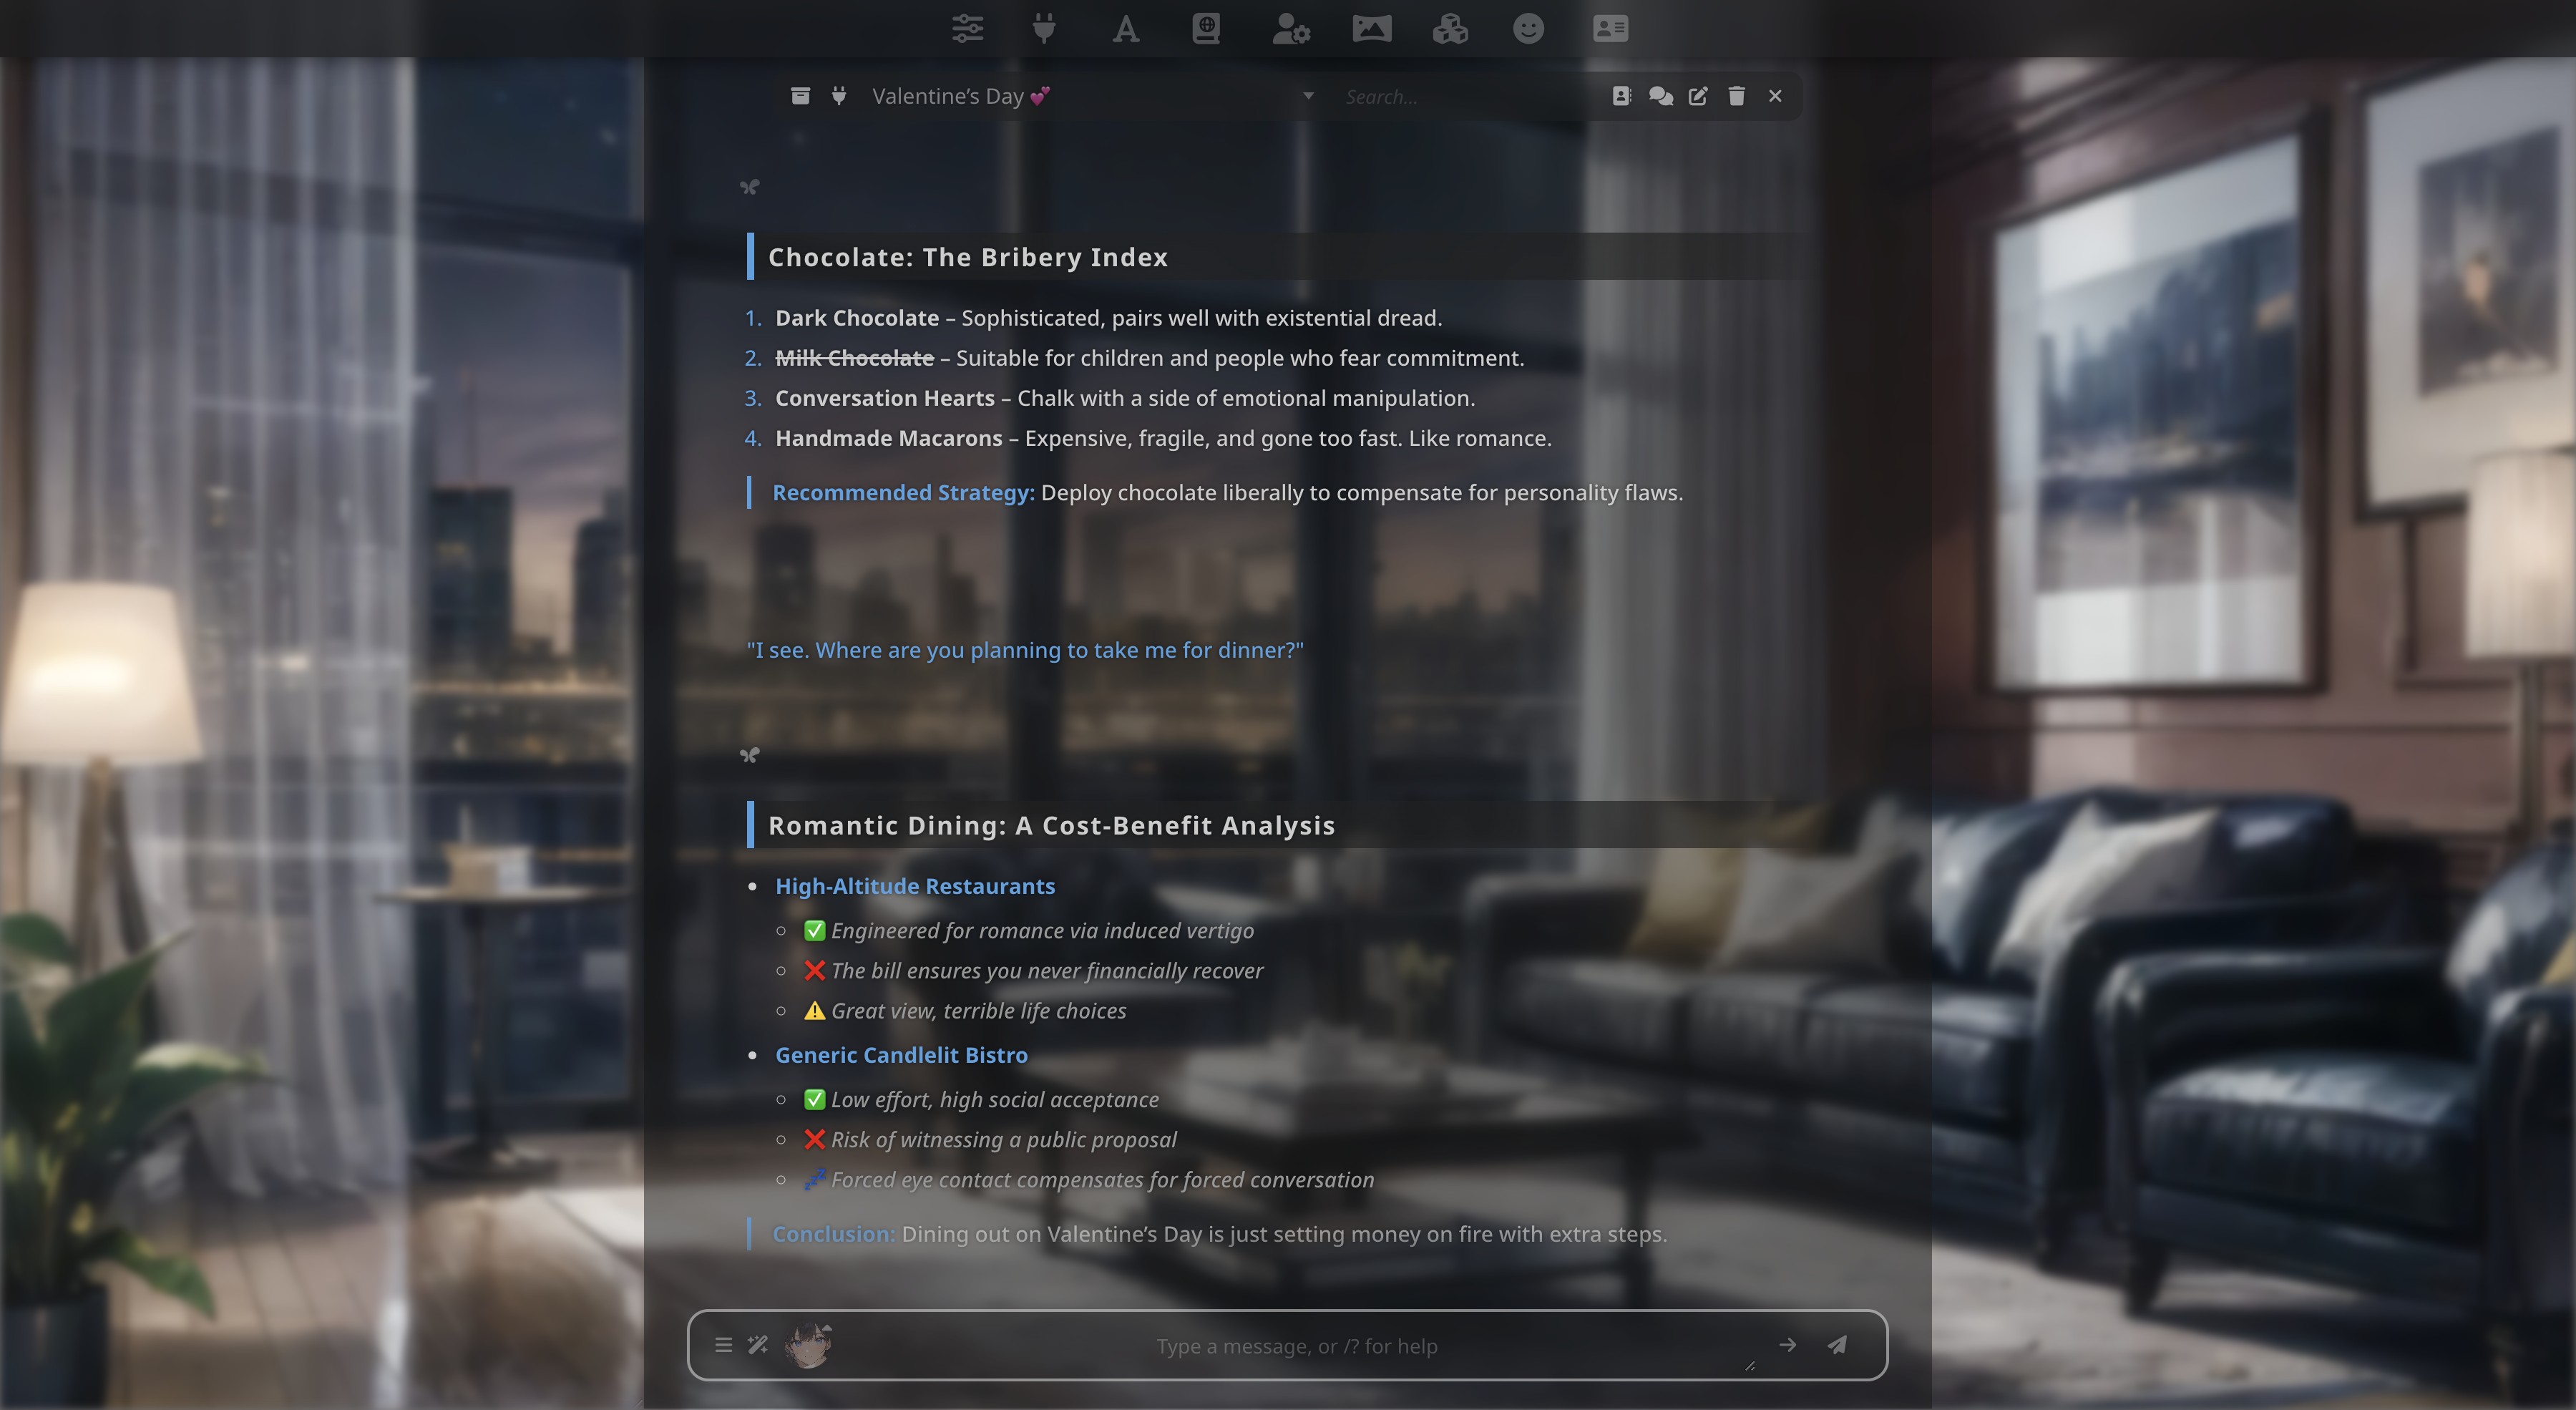 Valentine’s Day 💕
Search...
Chocolate: The Bribery Index
1. Dark Chocolate – Sophisticated, pairs well with existential dread.
2. Milk Chocolate – Suitable for children and people who fear commitment.
3. Conversation Hearts – Chalk with a side of emotional manipulation.
4. Handmade Macarons – Expensive, fragile, and gone too fast. Like romance.
Recommended Strategy: Deploy chocolate liberally to compensate for personality flaws.
"I see. Where are you planning to take me for dinner?"
Romantic Dining: A Cost-Benefit Analysis
• High-Altitude Restaurants
○ ✅ Engineered for romance via induced vertigo
○ ❌ The bill ensures you never financially recover
○ ⚠️ Great view, terrible life choices
• Generic Candlelit Bistro
○ ✅ Low effort, high social acceptance
○ ❌ Risk of witnessing a public proposal
○ 💤 Forced eye contact compensates for forced conversation
Conclusion: Dining out on Valentine’s Day is just setting money on fire with extra steps.
Type a message, or /? for help